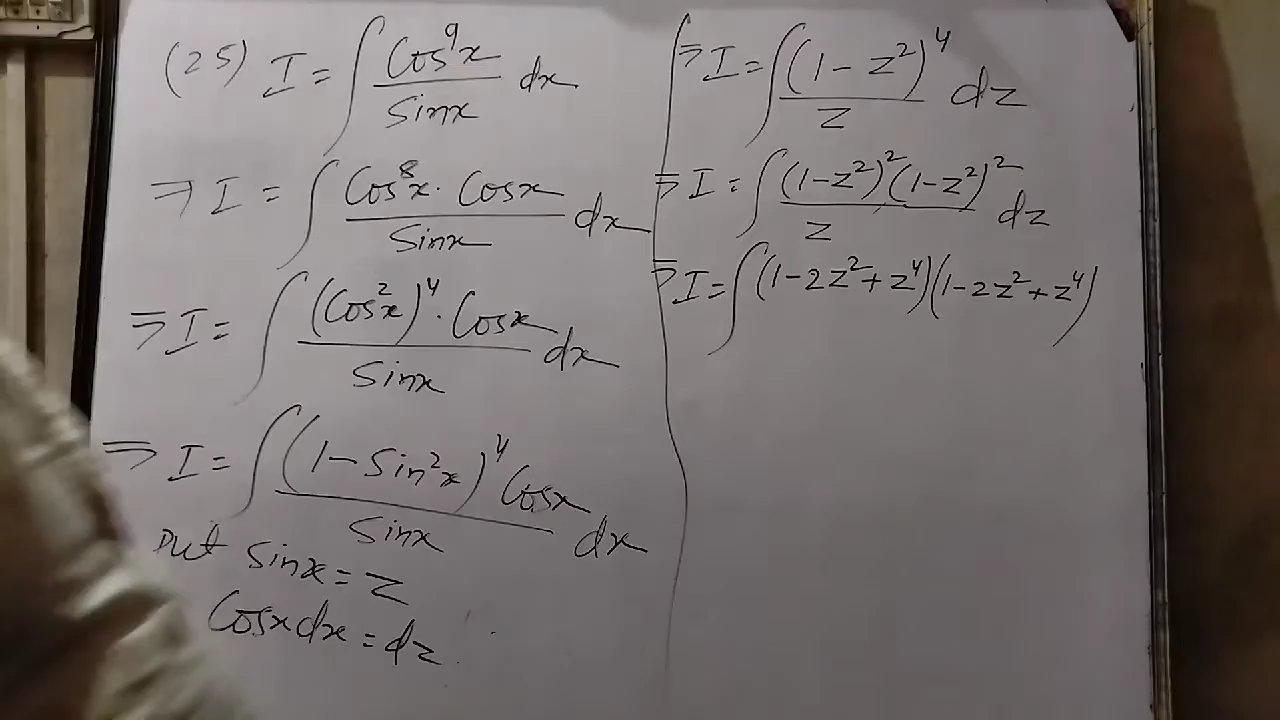 (25) I = ∫ Cos⁹x / Sinx dx
⇒ I = ∫ Cos⁸x · Cosx / Sinx dx
⇒ I = ∫ (Cos²x)⁴ · Cosx / Sinx dx
⇒ I = ∫ (1 - Sin²x)⁴ Cosx / Sinx dx
Put Sinx = z
Cosx dx = dz
⇒ I = ∫ (1 - z²)⁴ / z dz
⇒ I = ∫ (1-z²)² (1-z²)² / z dz
⇒ I = ∫ (1-2z²+z⁴)(1-2z²+z⁴)